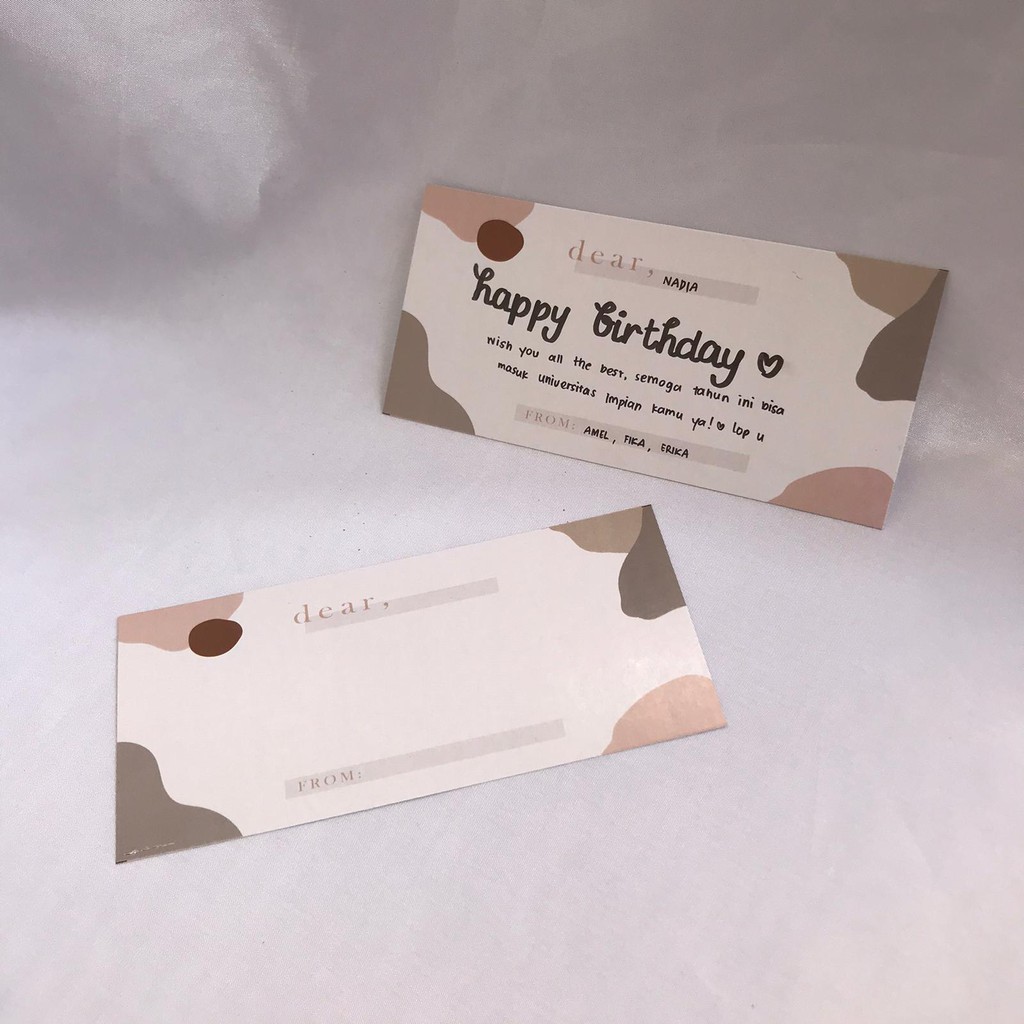 dear,
NADIA
happy birthday
wish you all the best, semoga tahun ini bisa
masuk universitas impian kamu ya! lop u
FROM: AMEL, FIKA, ERIKA
dear,
FROM: